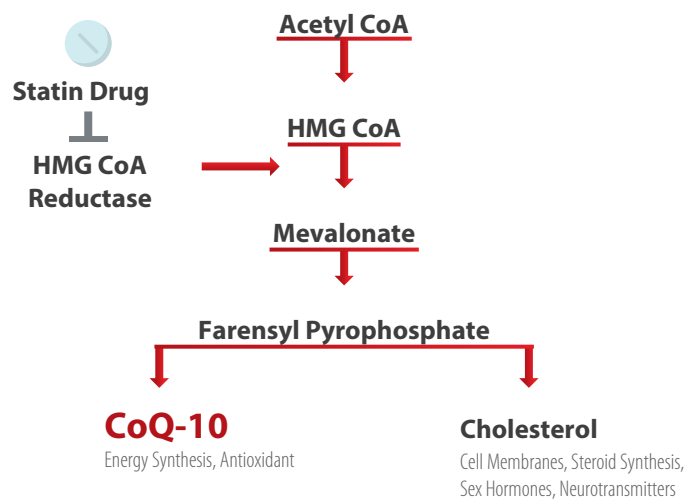 Acetyl CoA
Statin Drug
HMG CoA
HMG CoA
Reductase
Mevalonate
Farensyl Pyrophosphate
CoQ-10
Energy Synthesis, Antioxidant
Cholesterol
Cell Membranes, Steroid Synthesis,
Sex Hormones, Neurotransmitters